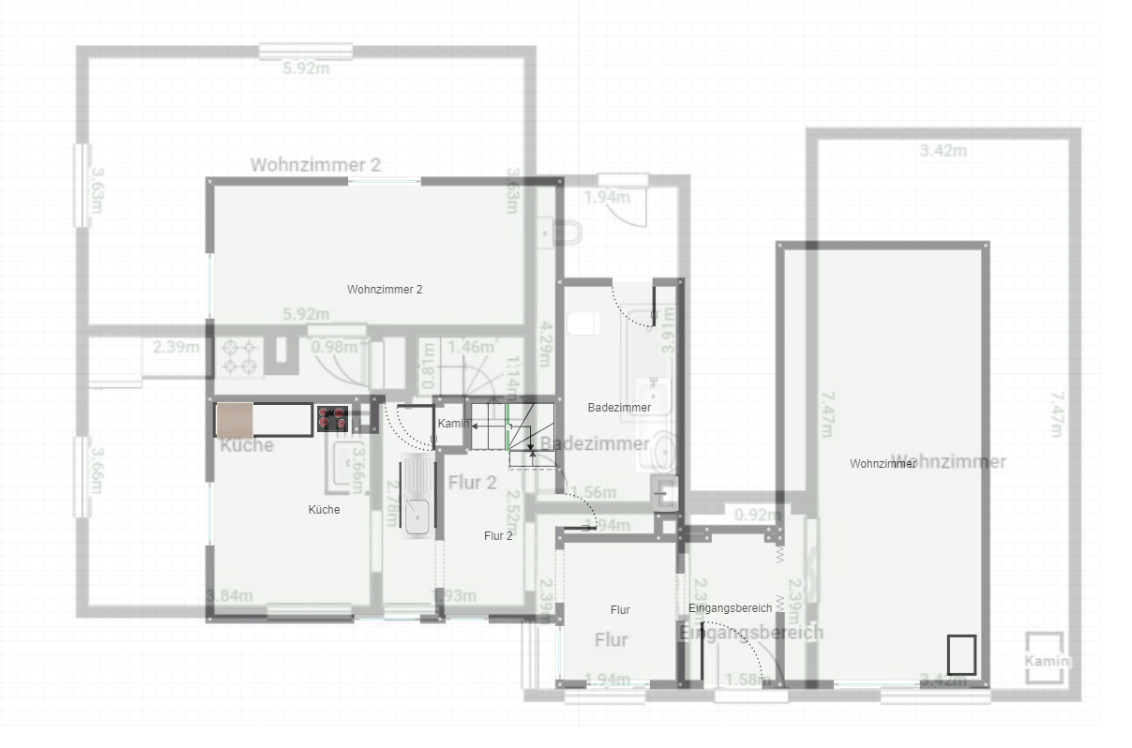 5.92m
Wohnzimmer 2
3.63m
3.63m
3.42m
1.94m
Wohnzimmer 2
5.92m
2.39m
0.98m
0.81m
1.46m
1.14m
4.29m
3.91m
Badezimmer
Kamin
Badezimmer
7.47m
7.47m
Küche
3.66m
3.66m
2.78m
Flur 2
2.52m
1.56m
Wohnzimmer
Wohnzimmer
Küche
Flur 2
1.94m
0.92m
3.84m
1.93m
2.39m
2.39m
Flur
Eingangsbereich
Flur
Eingangsbereich
1.94m
1.58m
3.42m
Kamin